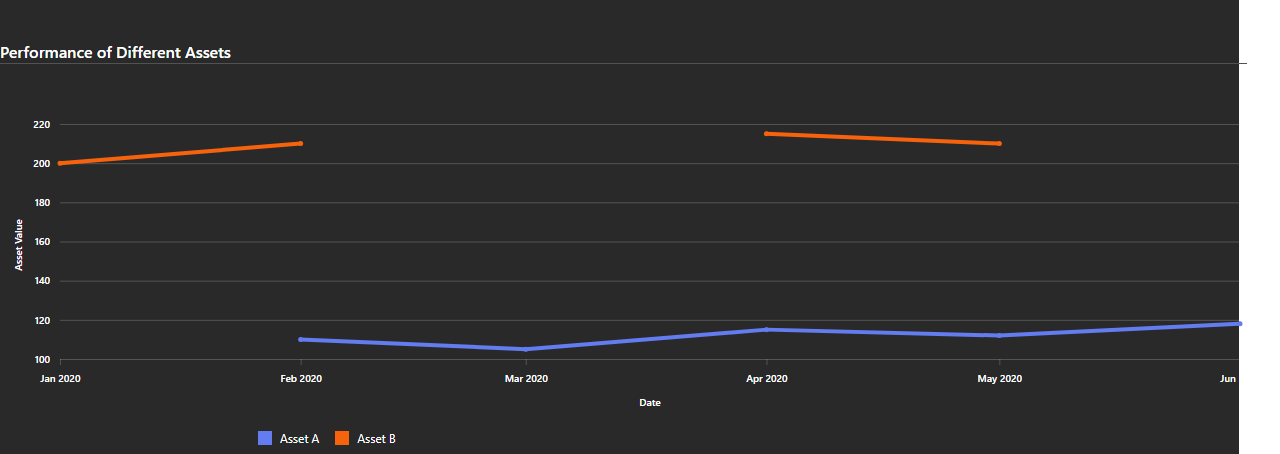 Performance of Different Assets
220
200
180
160
140
120
100
Asset Value
Jan 2020 Feb 2020 Mar 2020 Apr 2020 May 2020 Jun
Date
Asset A Asset B